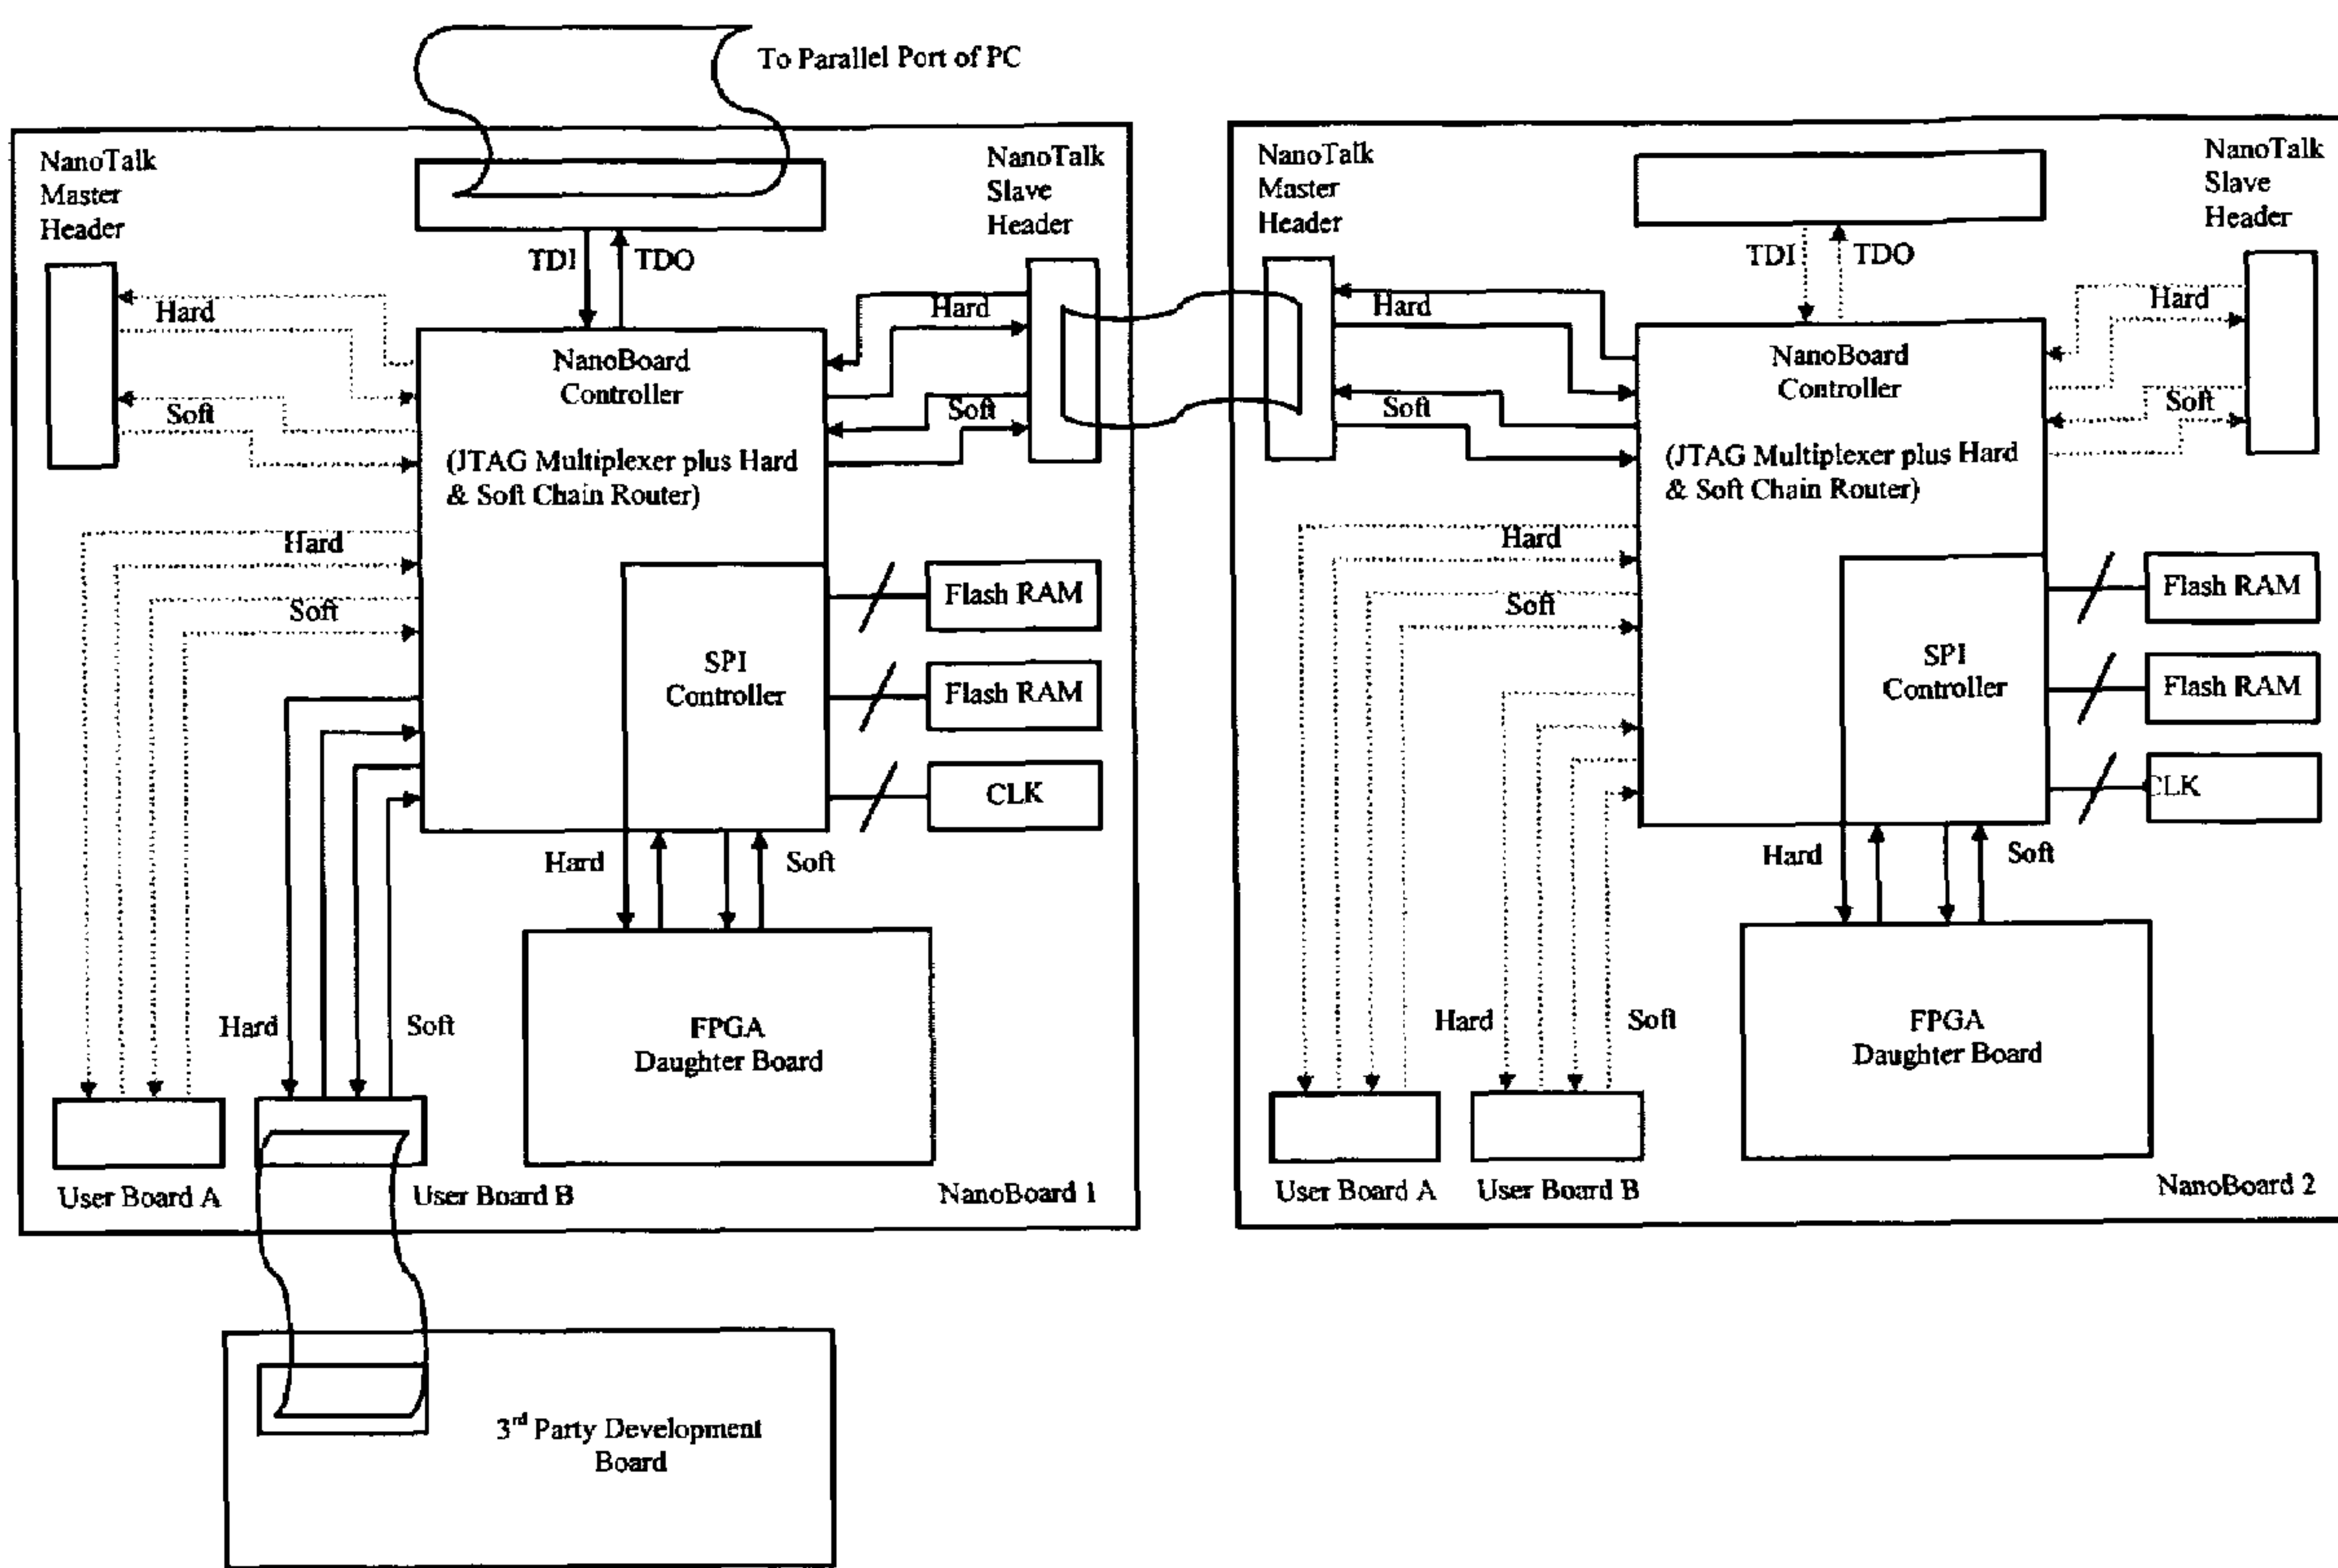 To Parallel Port of PC
NanoTalk
Master
Header
NanoTalk
Slave
Header
TDI
TDO
Hard
Soft
Hard
Soft
NanoBoard
Controller
(JTAG Multiplexer plus Hard
& Soft Chain Router)
Hard
Soft
SPI
Controller
Flash RAM
Flash RAM
CLK
Hard
Soft
Hard
Soft
FPGA
Daughter Board
User Board A
User Board B
NanoBoard 1
3rd Party Development
Board
NanoTalk
Master
Header
NanoTalk
Slave
Header
TDI
TDO
Hard
Soft
Hard
Soft
NanoBoard
Controller
(JTAG Multiplexer plus Hard
& Soft Chain Router)
Hard
Soft
SPI
Controller
Flash RAM
Flash RAM
CLK
Hard
Soft
Hard
Soft
FPGA
Daughter Board
User Board A
User Board B
NanoBoard 2